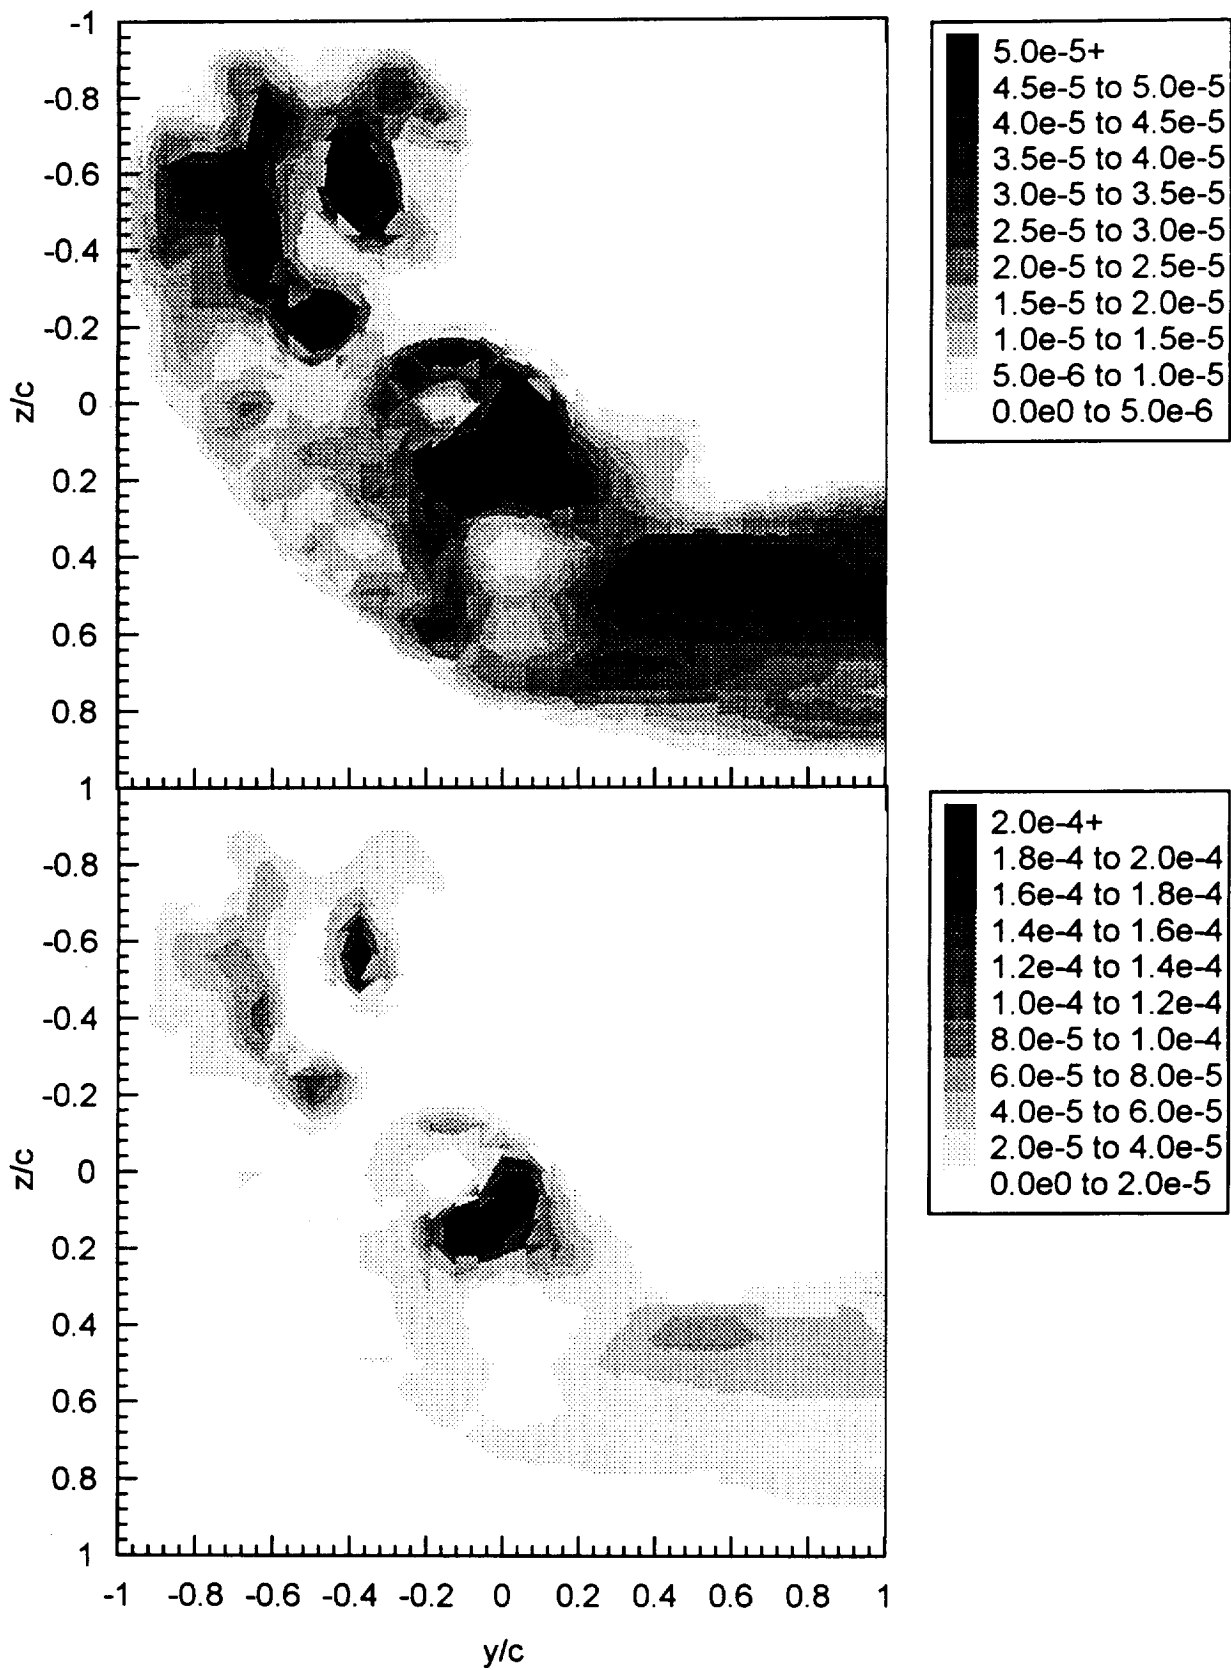 -1
-0.8
-0.6
-0.4
-0.2
0
0.2
0.4
0.6
0.8
1
z/c
5.0e-5+
4.5e-5 to 5.0e-5
4.0e-5 to 4.5e-5
3.5e-5 to 4.0e-5
3.0e-5 to 3.5e-5
2.5e-5 to 3.0e-5
2.0e-5 to 2.5e-5
1.5e-5 to 2.0e-5
1.0e-5 to 1.5e-5
5.0e-6 to 1.0e-5
0.0e0 to 5.0e-6
-0.8
-0.6
-0.4
-0.2
0
0.2
0.4
0.6
0.8
1
z/c
2.0e-4+
1.8e-4 to 2.0e-4
1.6e-4 to 1.8e-4
1.4e-4 to 1.6e-4
1.2e-4 to 1.4e-4
1.0e-4 to 1.2e-4
8.0e-5 to 1.0e-4
6.0e-5 to 8.0e-5
4.0e-5 to 6.0e-5
2.0e-5 to 4.0e-5
0.0e0 to 2.0e-5
-1 -0.8 -0.6 -0.4 -0.2 0 0.2 0.4 0.6 0.8 1
y/c